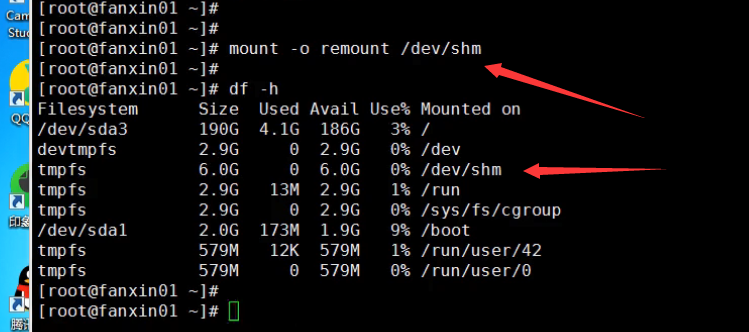 Cam
Stud
QQ
印象
腾讯
[root@fanxin01 ~]#
[root@fanxin01 ~]#
[root@fanxin01 ~]# mount -o remount /dev/shm
[root@fanxin01 ~]#
[root@fanxin01 ~]# df -h
Filesystem      Size  Used Avail Use% Mounted on
/dev/sda3       190G  4.1G  186G   3% /
devtmpfs        2.9G     0  2.9G   0% /dev
tmpfs           6.0G     0  6.0G   0% /dev/shm
tmpfs           2.9G   13M  2.9G   1% /run
tmpfs           2.9G     0  2.9G   0% /sys/fs/cgroup
/dev/sda1       2.0G  173M  1.9G   9% /boot
tmpfs           579M   12K  579M   1% /run/user/42
tmpfs           579M     0  579M   0% /run/user/0
[root@fanxin01 ~]#
[root@fanxin01 ~]#